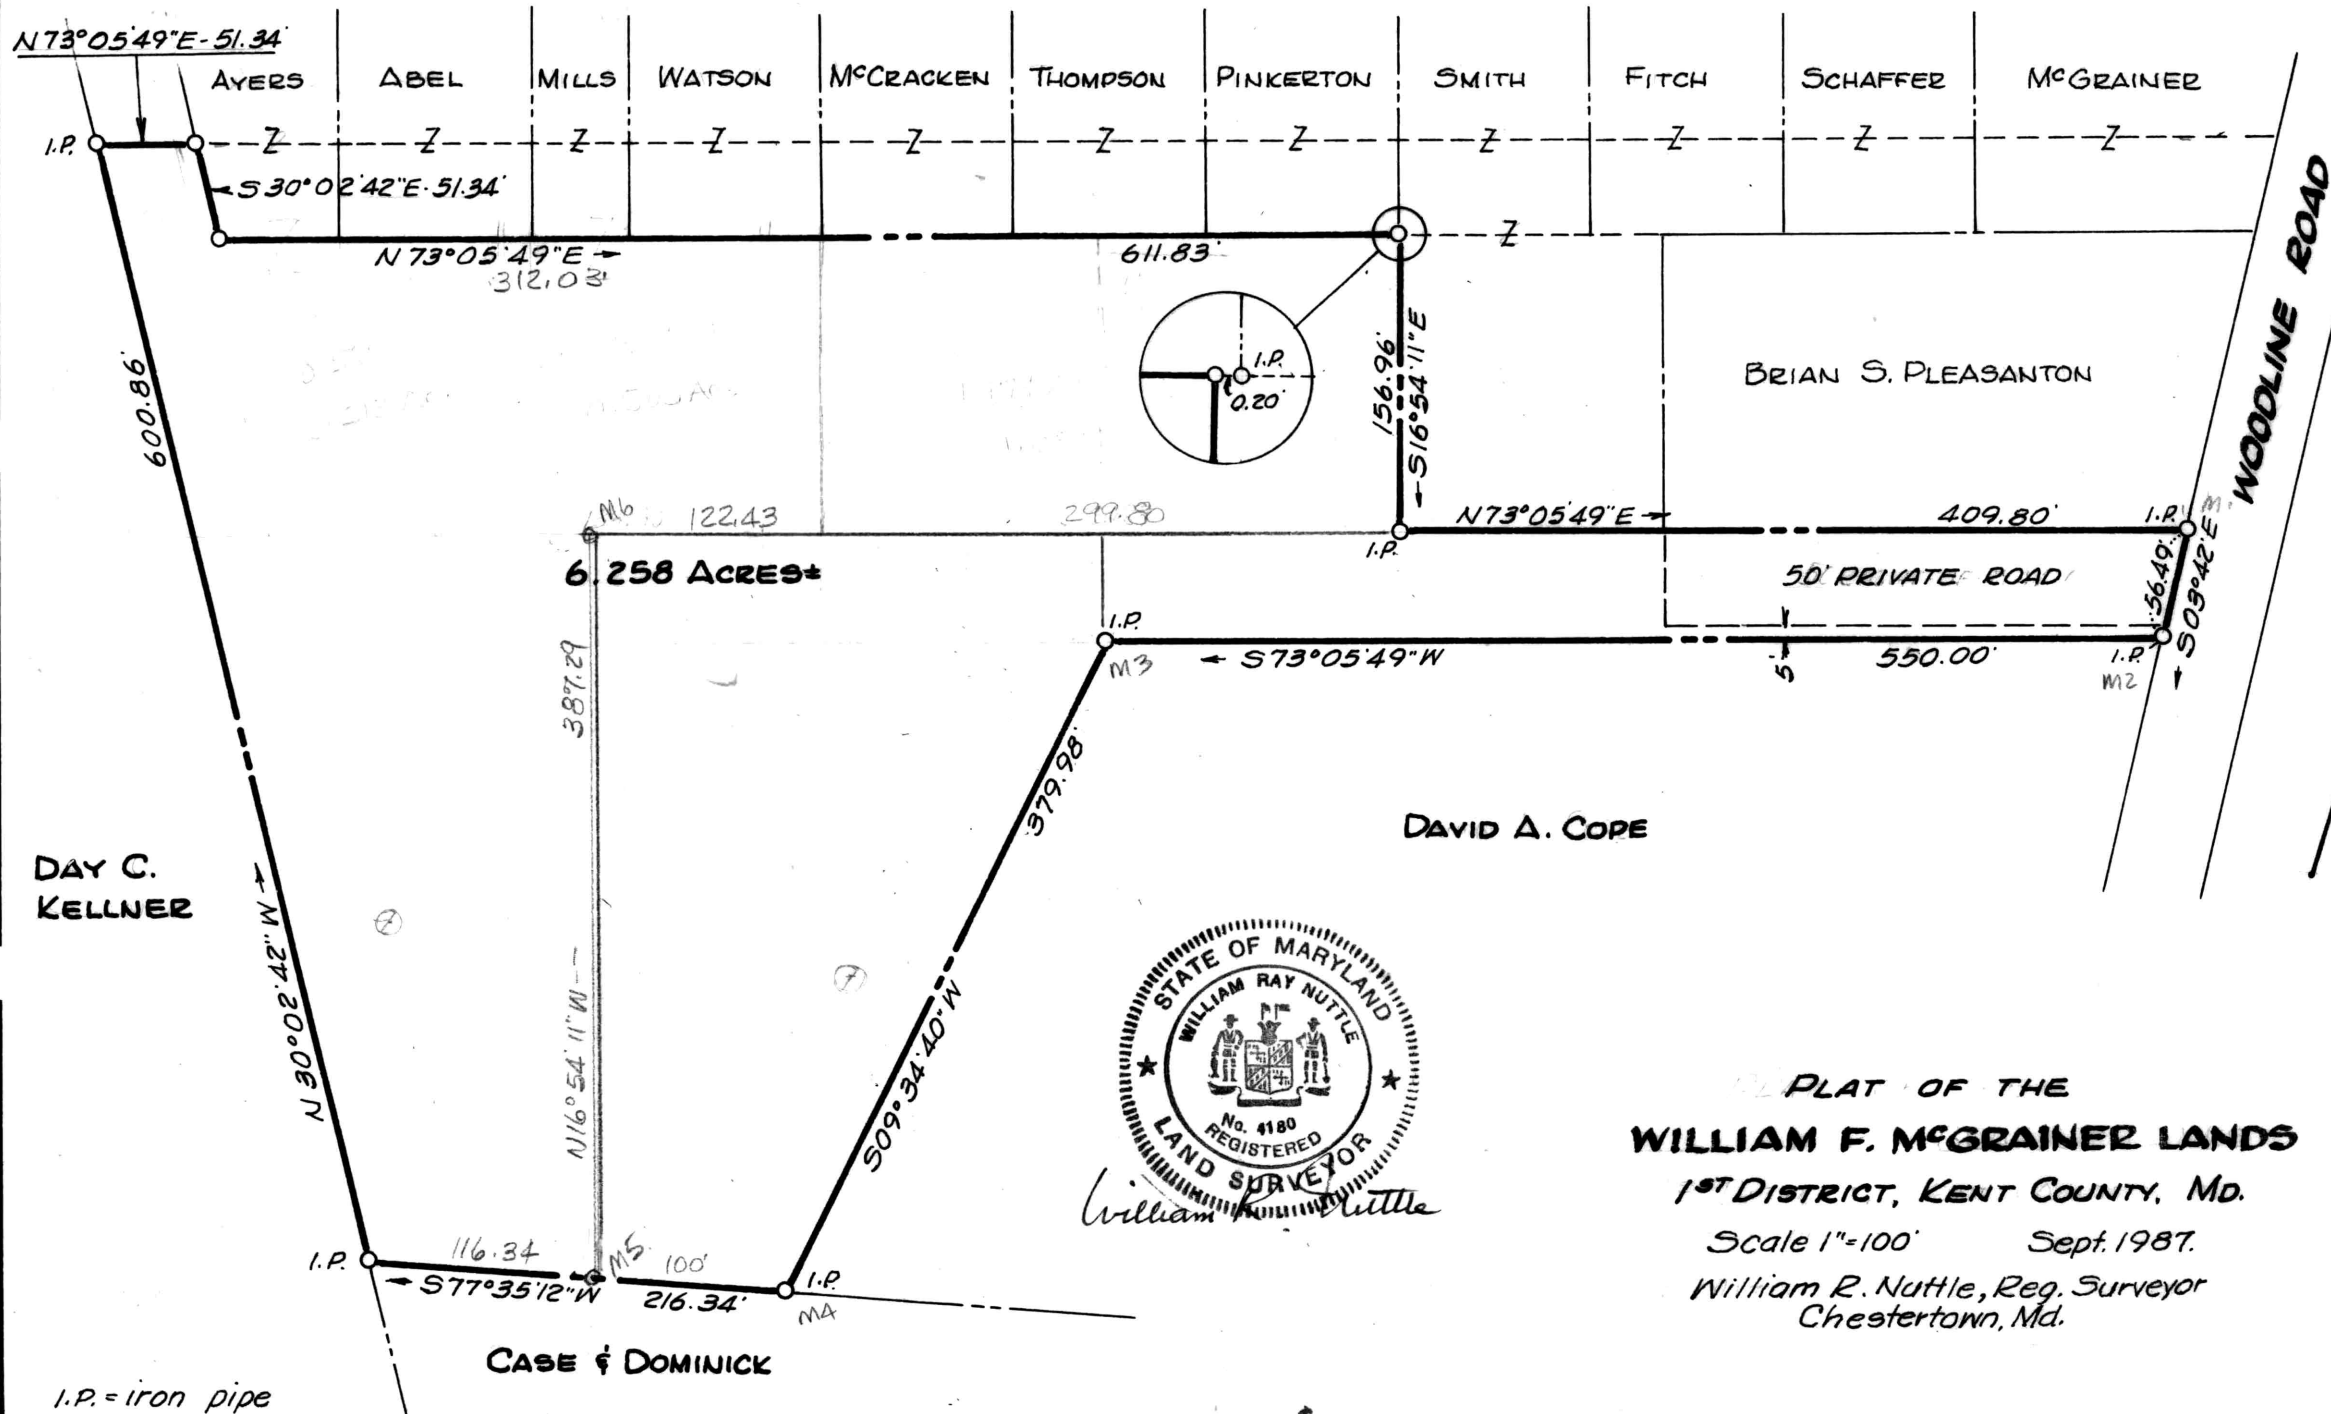 N73°05'49"E-51.34'
AYERS
ABEL
MILLS
WATSON
McCRACKEN
THOMPSON
PINKERTON
SMITH
FITCH
SCHAFFER
McGRAINER
I.P.
Z Z Z Z Z Z Z Z Z Z Z
S30°02'42"E-51.34'
WOODLINE ROAD
N73°05'49"E
312.03'
611.83'
Z
600.86'
I.P.
0.20'
156.96'
S16°54'11"E
BRIAN S. PLEASANTON
M6
122.43
299.80
I.P.
N73°05'49"E
409.80'
I.P.
M1
6.258 ACRES±
50' PRIVATE ROAD
56.49'
S03°42'E
387.29
I.P.
M3
S73°05'49"W
5'
550.00'
I.P.
M2
379.98'
DAVID A. COPE
DAY C.
KELLNER
N30°02'42"W
N16°54'11"W
7
S09°34'40"W
STATE OF MARYLAND
WILLIAM RAY NUTTLE
No. 4180
REGISTERED
LAND SURVEYOR
William R. Nuttle
PLAT OF THE
WILLIAM F. McGRAINER LANDS
1ST DISTRICT, KENT COUNTY, MD.
Scale 1"=100' Sept. 1987.
William R. Nuttle, Reg. Surveyor
Chestertown, Md.
I.P.
116.34
M5
100'
I.P.
S77°35'12"W
216.34'
M4
CASE & DOMINICK
I.P. = iron pipe